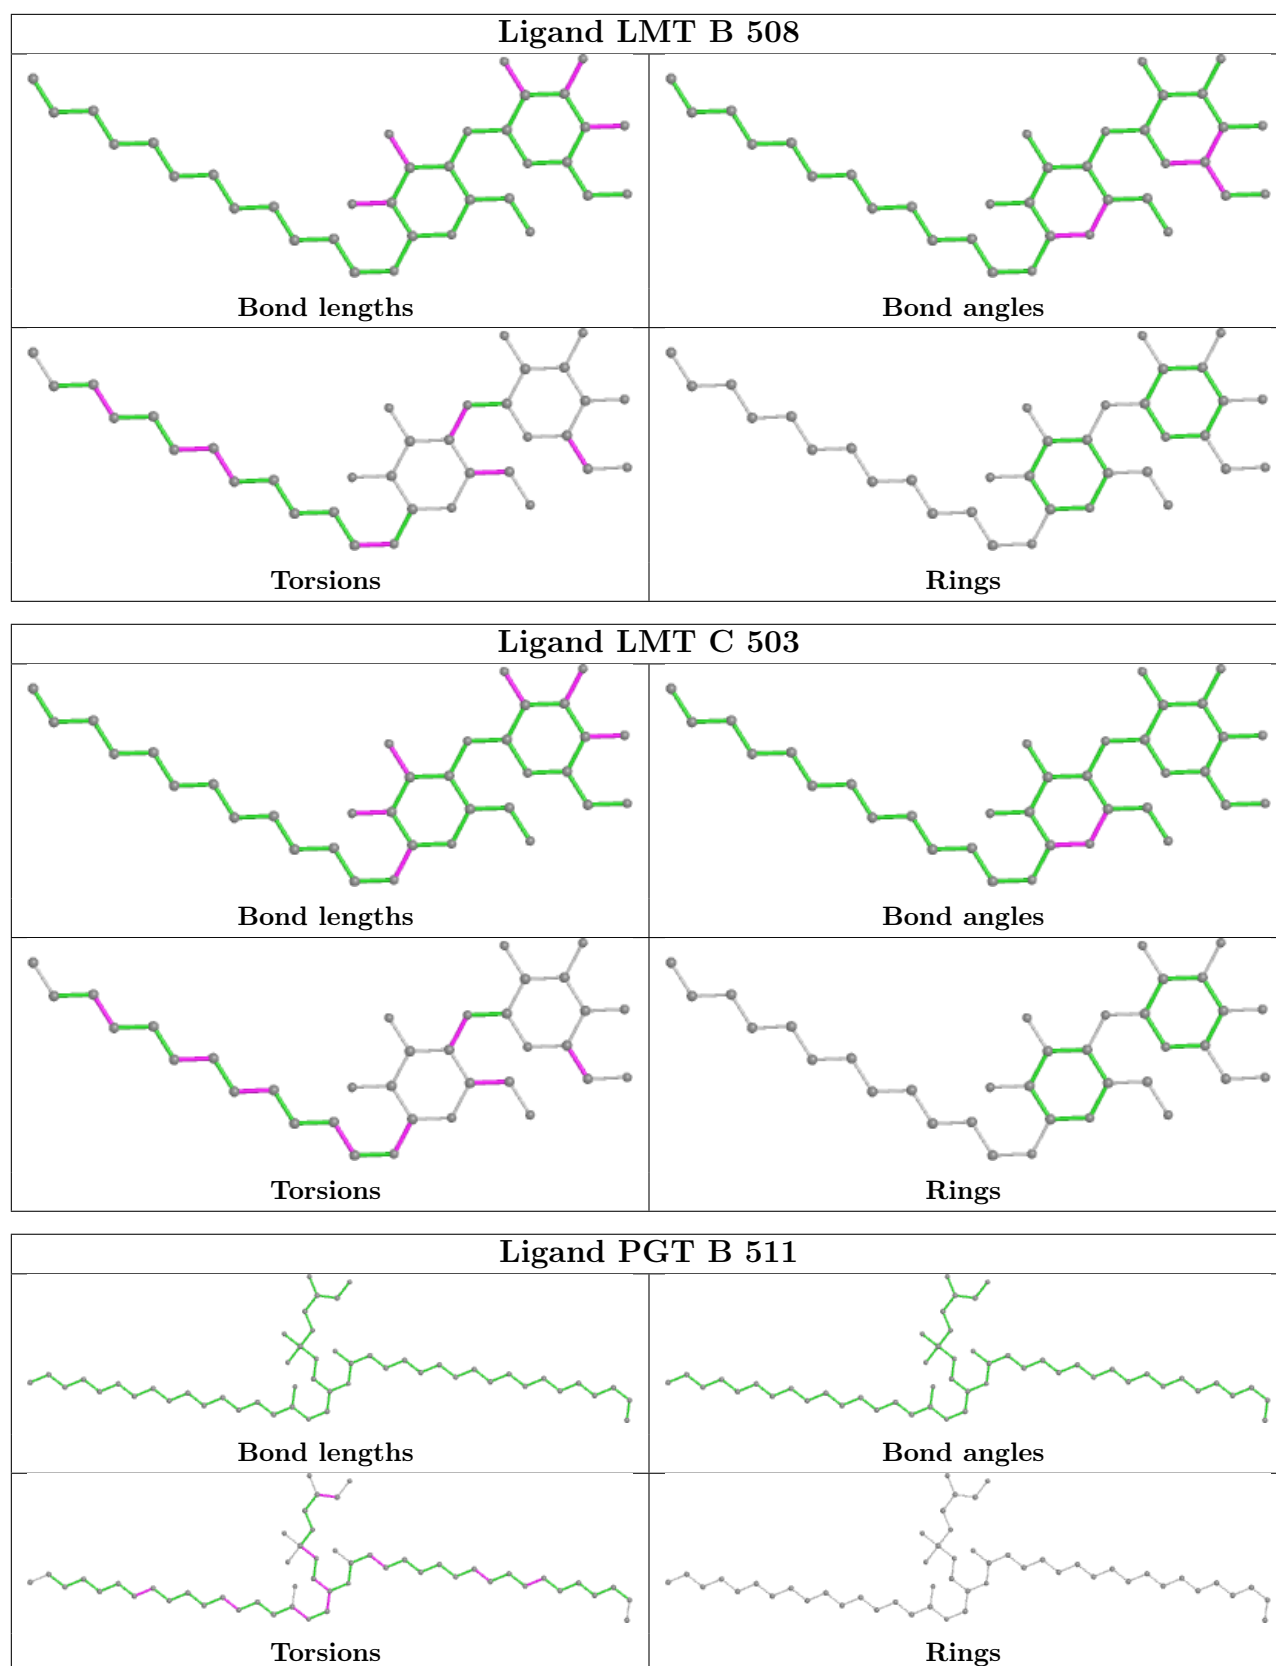 Ligand LMT B 508
Bond lengths
Bond angles
Torsions
Rings
Ligand LMT C 503
Bond lengths
Bond angles
Torsions
Rings
Ligand PGT B 511
Bond lengths
Bond angles
Torsions
Rings